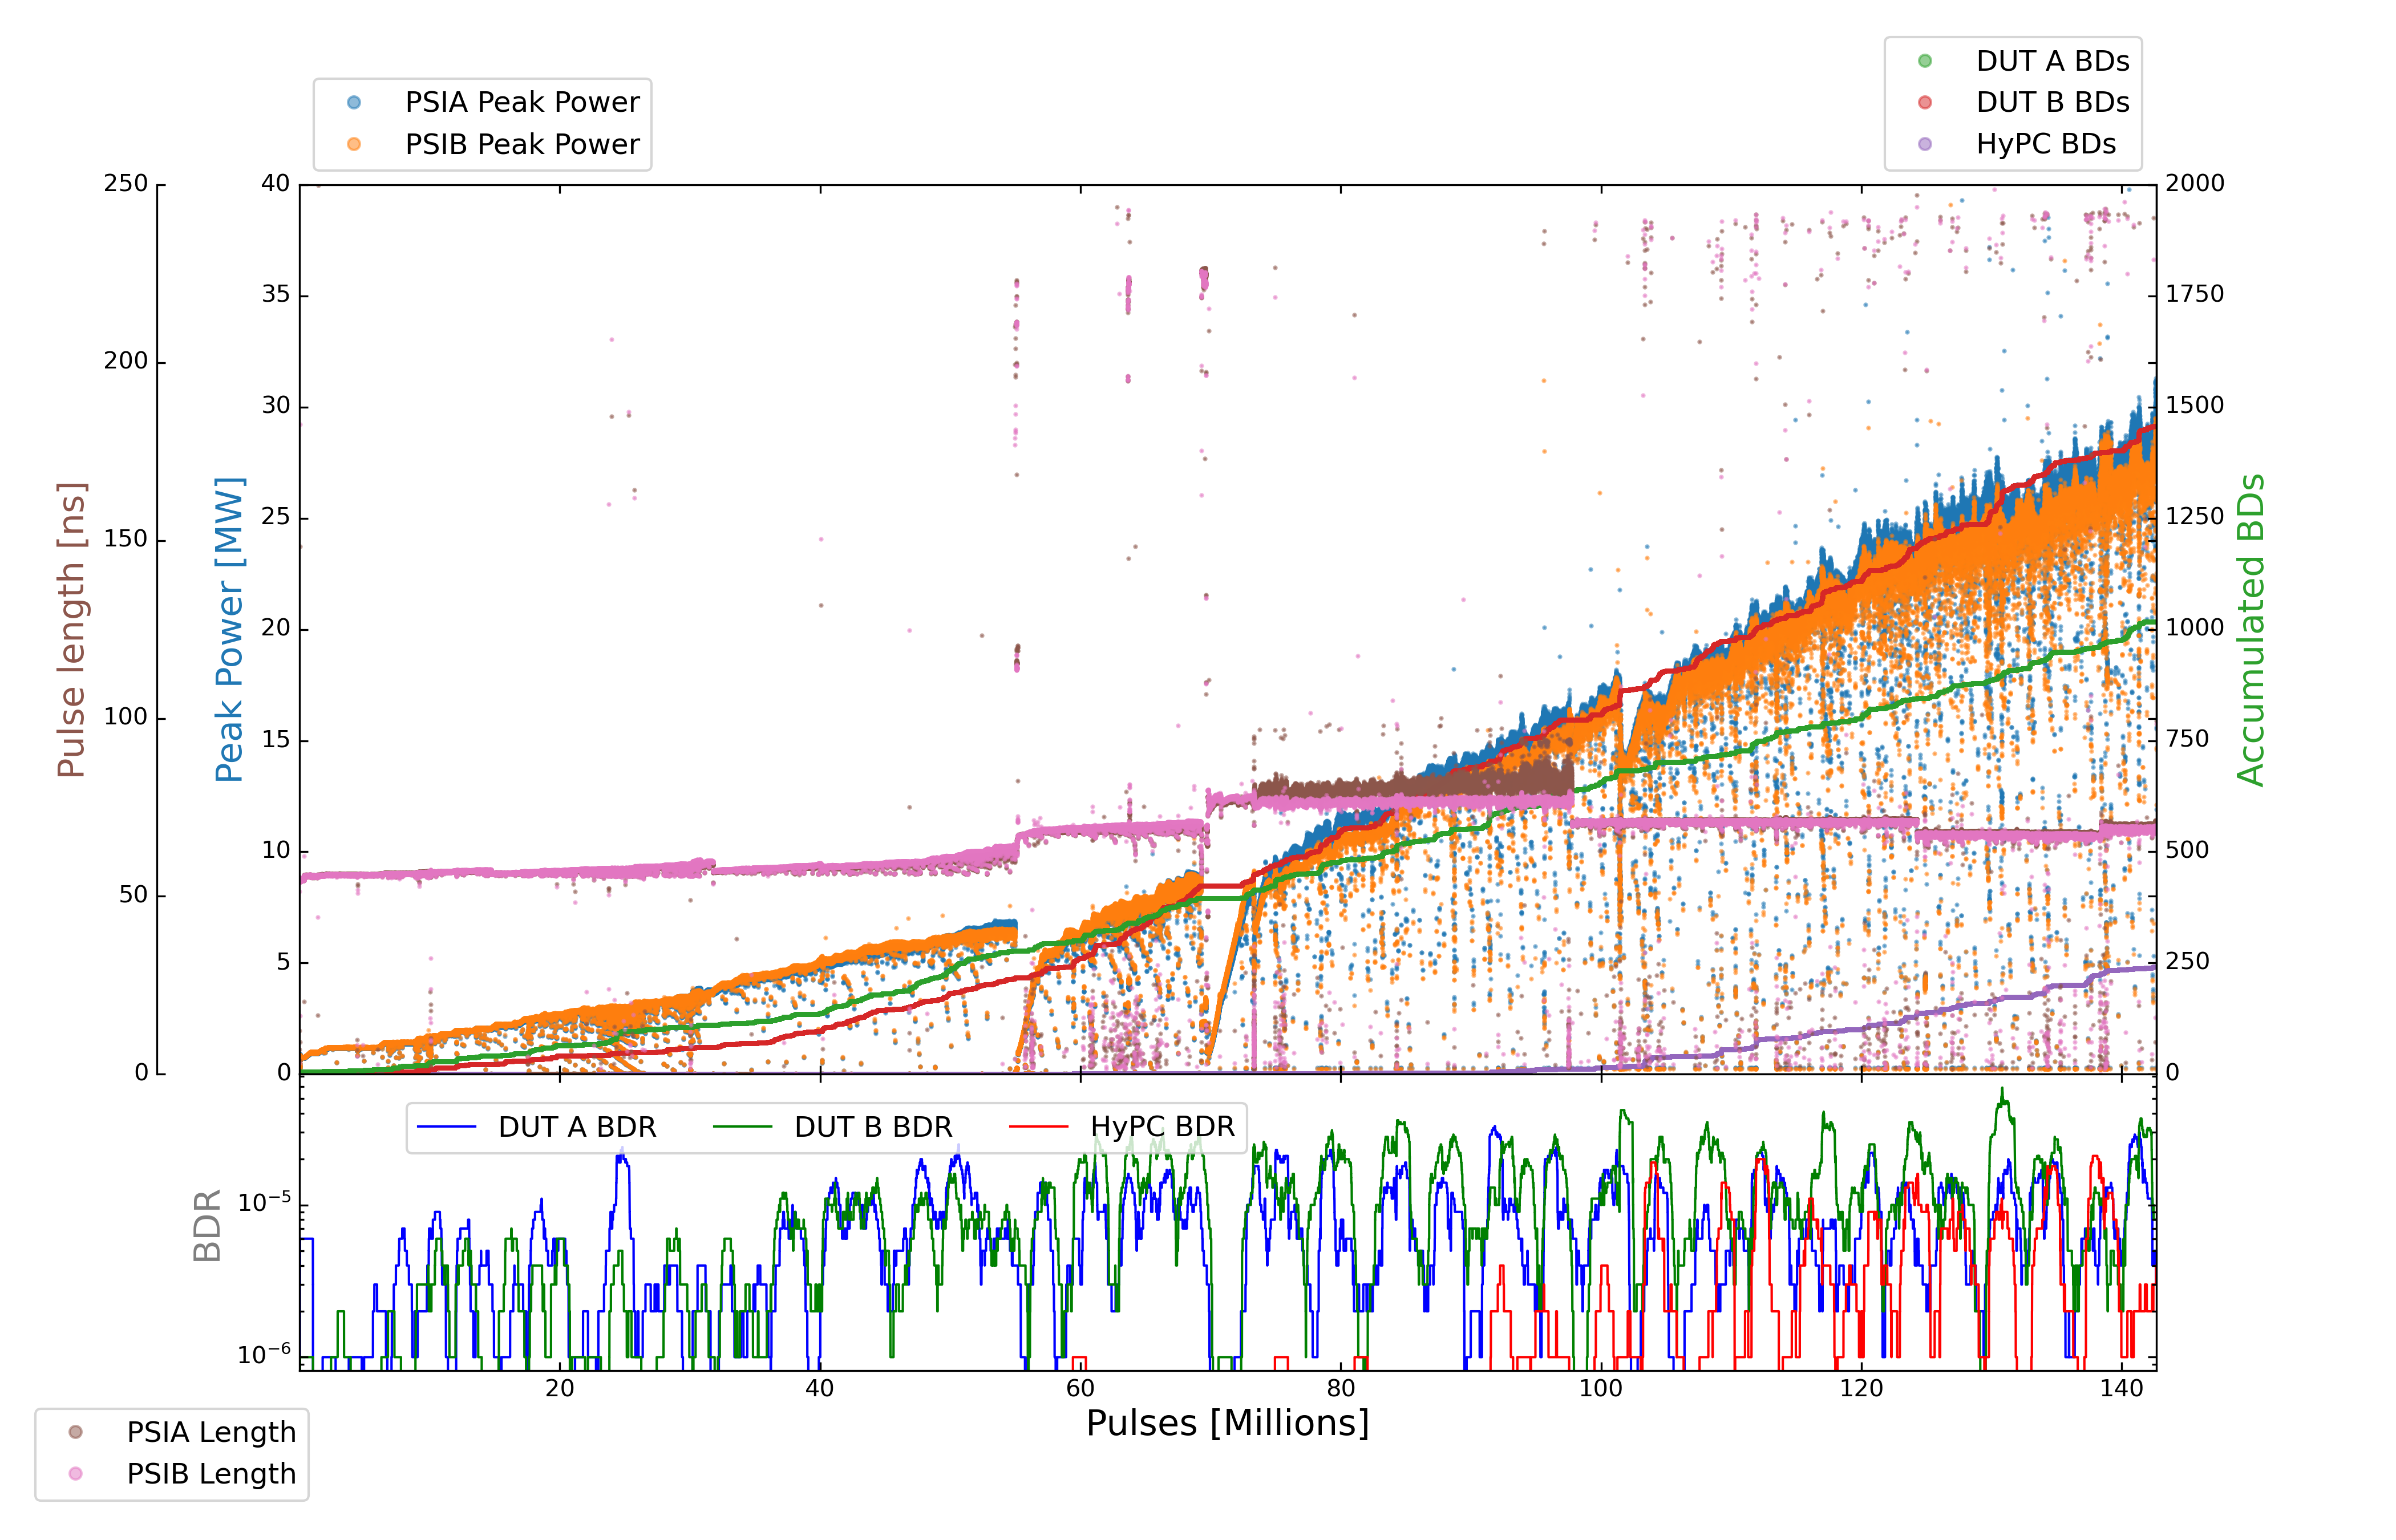 PSIA Peak Power
PSIB Peak Power
DUT A BDs
DUT B BDs
HyPC BDs
Pulse length [ns]
250
200
150
100
50
0
Peak Power [MW]
40
35
30
25
20
15
10
5
0
2000
1750
1500
1250
1000
750
500
250
0
Accumulated BDs
DUT A BDR
DUT B BDR
HyPC BDR
BDR
10⁻⁵
10⁻⁶
20
40
60
80
100
120
140
Pulses [Millions]
PSIA Length
PSIB Length